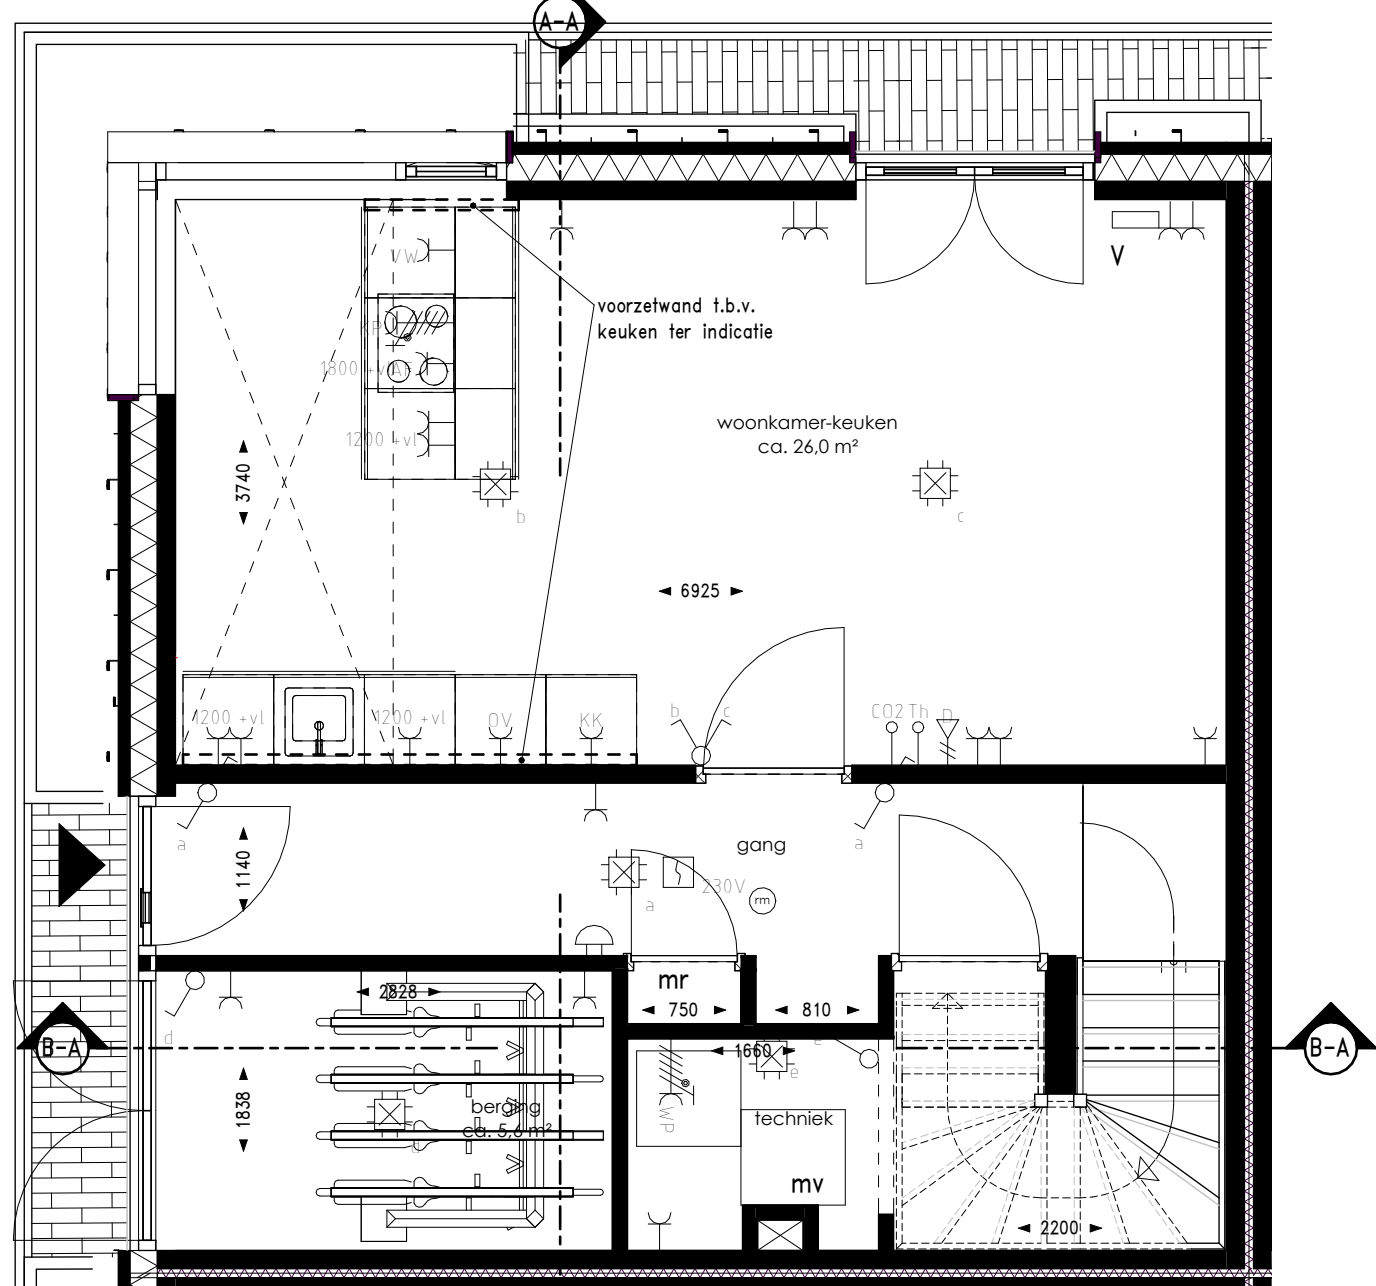 A-A
VW
V
voorzetwand t.b.v.
keuken ter indicatie
KP
1800 +vl AF
woonkamer-keuken
ca. 26,0 m²
1200 +vl
3740
b
c
6925
1200 +vl
1200 +vl
OV
KK
b
c
CO2
Th
D
a
a
gang
1140
230V
a
rm
mr
2828
750
810
d
B-A
B-A
1660
e
e
1838
berging
ca. 5,6 m²
WP
techniek
d
mv
2200